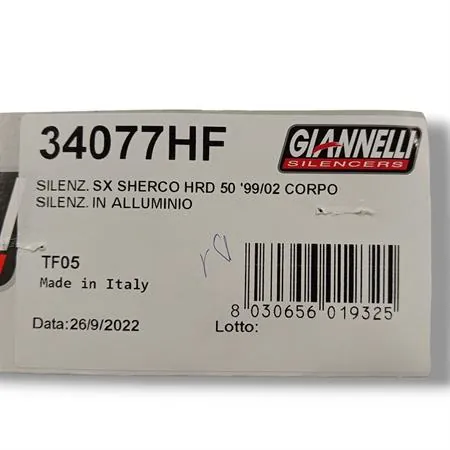 34077HF
GIANNELLI
SILENCERS
SILENZ. SX SHERCO HRD 50 '99/02 CORPO
SILENZ. IN ALLUMINIO
TF05
Made in Italy
8 030656 019325
Data:26/9/2022
Lotto: